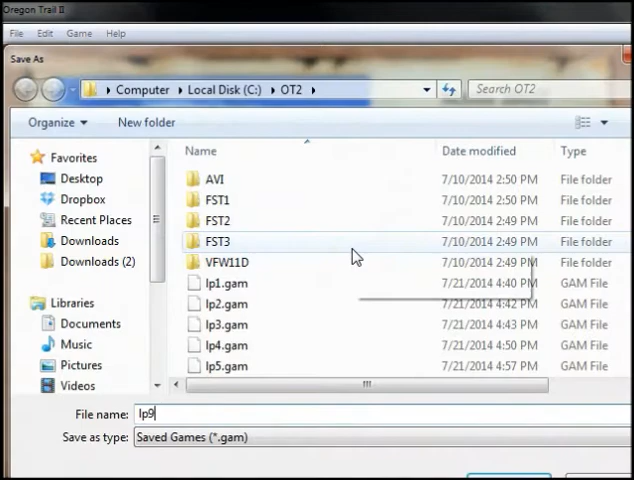 Oregon Trail II
File Edit Game Help
Save As
Computer Local Disk (C:) OT2 Search OT2
Organize New folder
Favorites
Desktop
Dropbox
Recent Places
Downloads
Downloads (2)
Libraries
Documents
Music
Pictures
Videos
Name Date modified Type
AVI 7/10/2014 2:50 PM File folder
FST1 7/10/2014 2:50 PM File folder
FST2 7/10/2014 2:49 PM File folder
FST3 7/10/2014 2:49 PM File folder
VFW11D 7/10/2014 2:49 PM File folder
lp1.gam 7/21/2014 4:40 PM GAM File
lp2.gam 7/21/2014 4:42 PM GAM File
lp3.gam 7/21/2014 4:43 PM GAM File
lp4.gam 7/21/2014 4:50 PM GAM File
lp5.gam 7/21/2014 4:57 PM GAM File
File name: lp9
Save as type: Saved Games (*.gam)